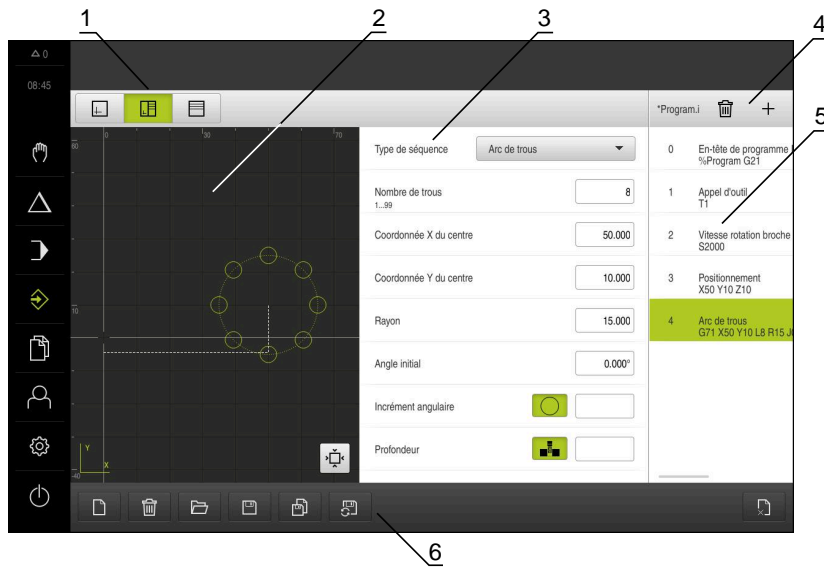 1
2
3
4
5
6
0
08:45
*Program.i
0
30
70
60
10
-40
Y
X
Type de séquence
Arc de trous
Nombre de trous
1...99
8
Coordonnée X du centre
50.000
Coordonnée Y du centre
10.000
Rayon
15.000
Angle initial
0.000°
Incrément angulaire
Profondeur
0 En-tête de programme
%Program G21
1 Appel d'outil
T1
2 Vitesse rotation broche
S2000
3 Positionnement
X50 Y10 Z10
4 Arc de trous
G71 X50 Y10 L8 R15